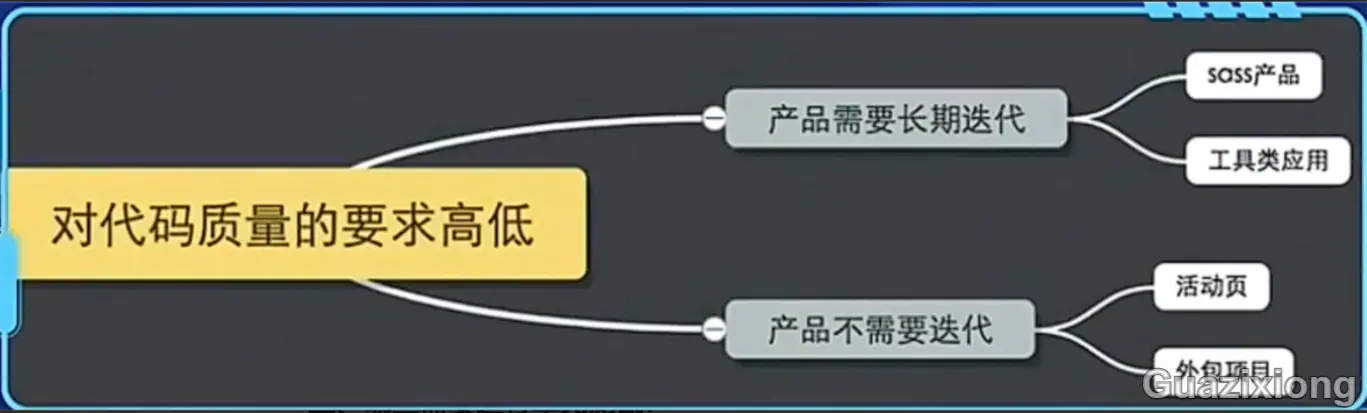 对代码质量的要求高低
产品需要长期迭代
sass产品
工具类应用
产品不需要迭代
活动页
外包项目
Guazixiong